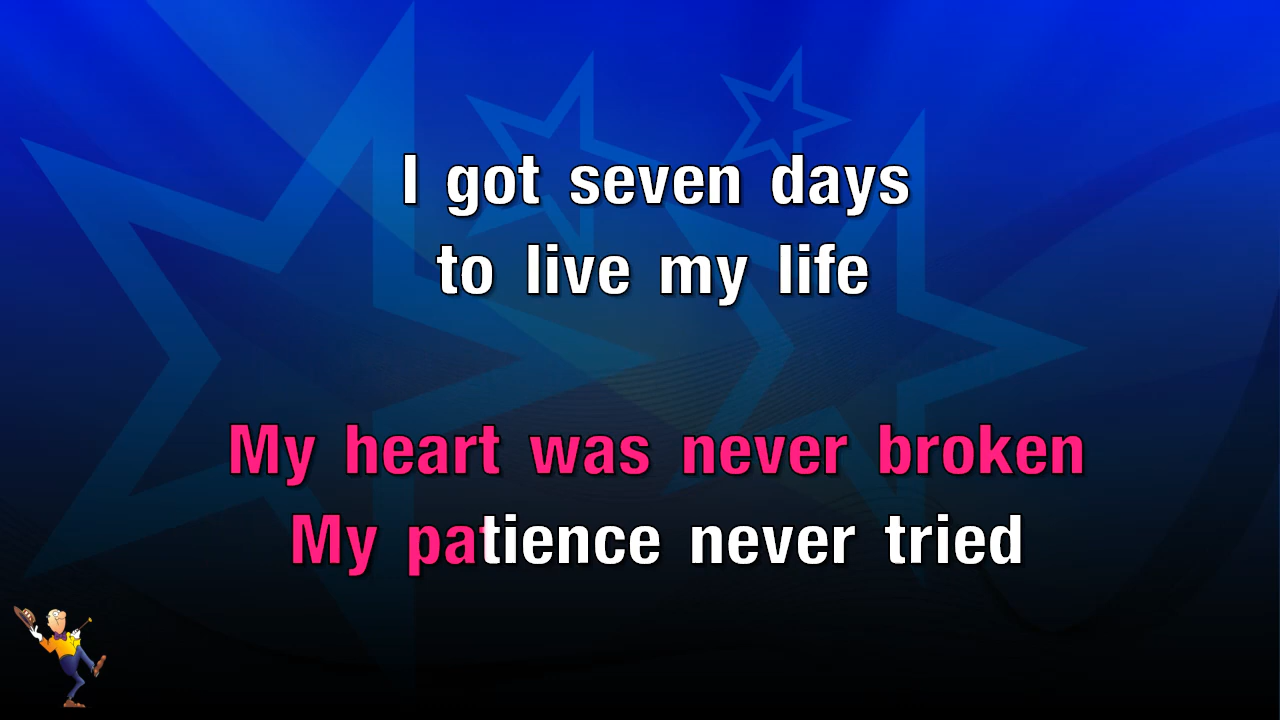 I got seven days
to live my life
My heart was never broken
My patience never tried